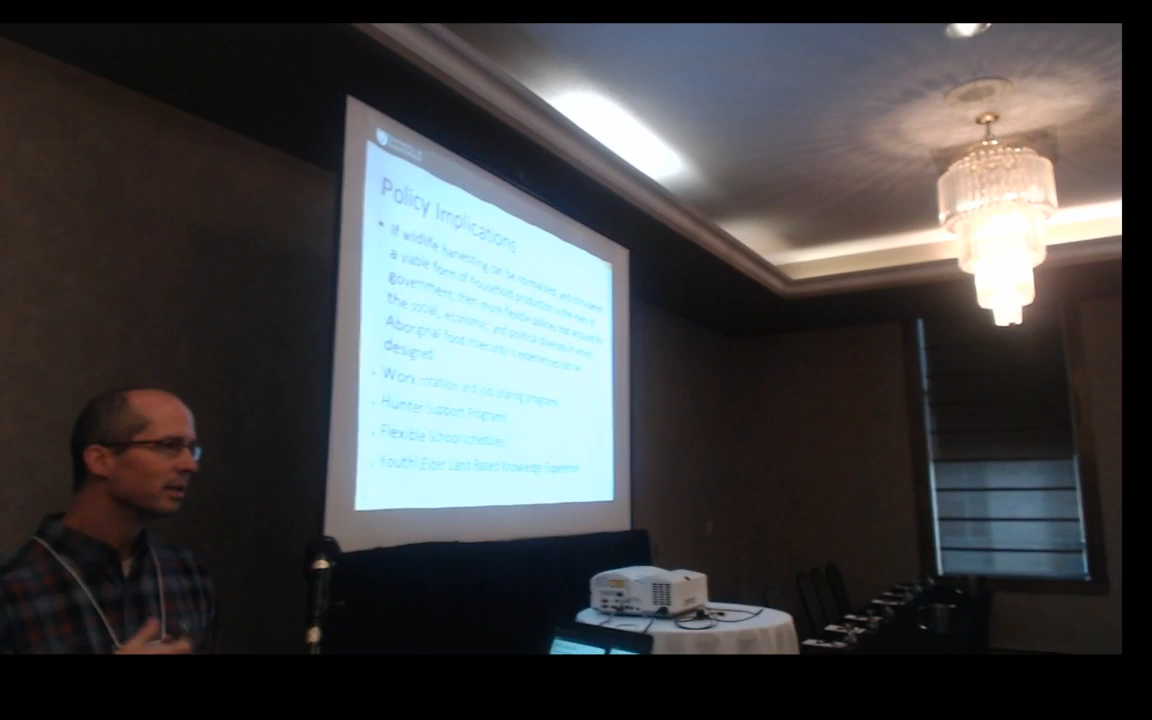 Policy Implications
• If wildlife harvesting can be normalized, and considered
a viable form of household production in the eyes of
government, then more flexible policies that account for
the social, economic, and political diversity in which
Aboriginal food insecurity is experienced can be
designed.
• Work rotation and job sharing programs
• Hunter Support Programs
• Flexible School schedules
• Youth\Elder Land Based Knowledge Experiences